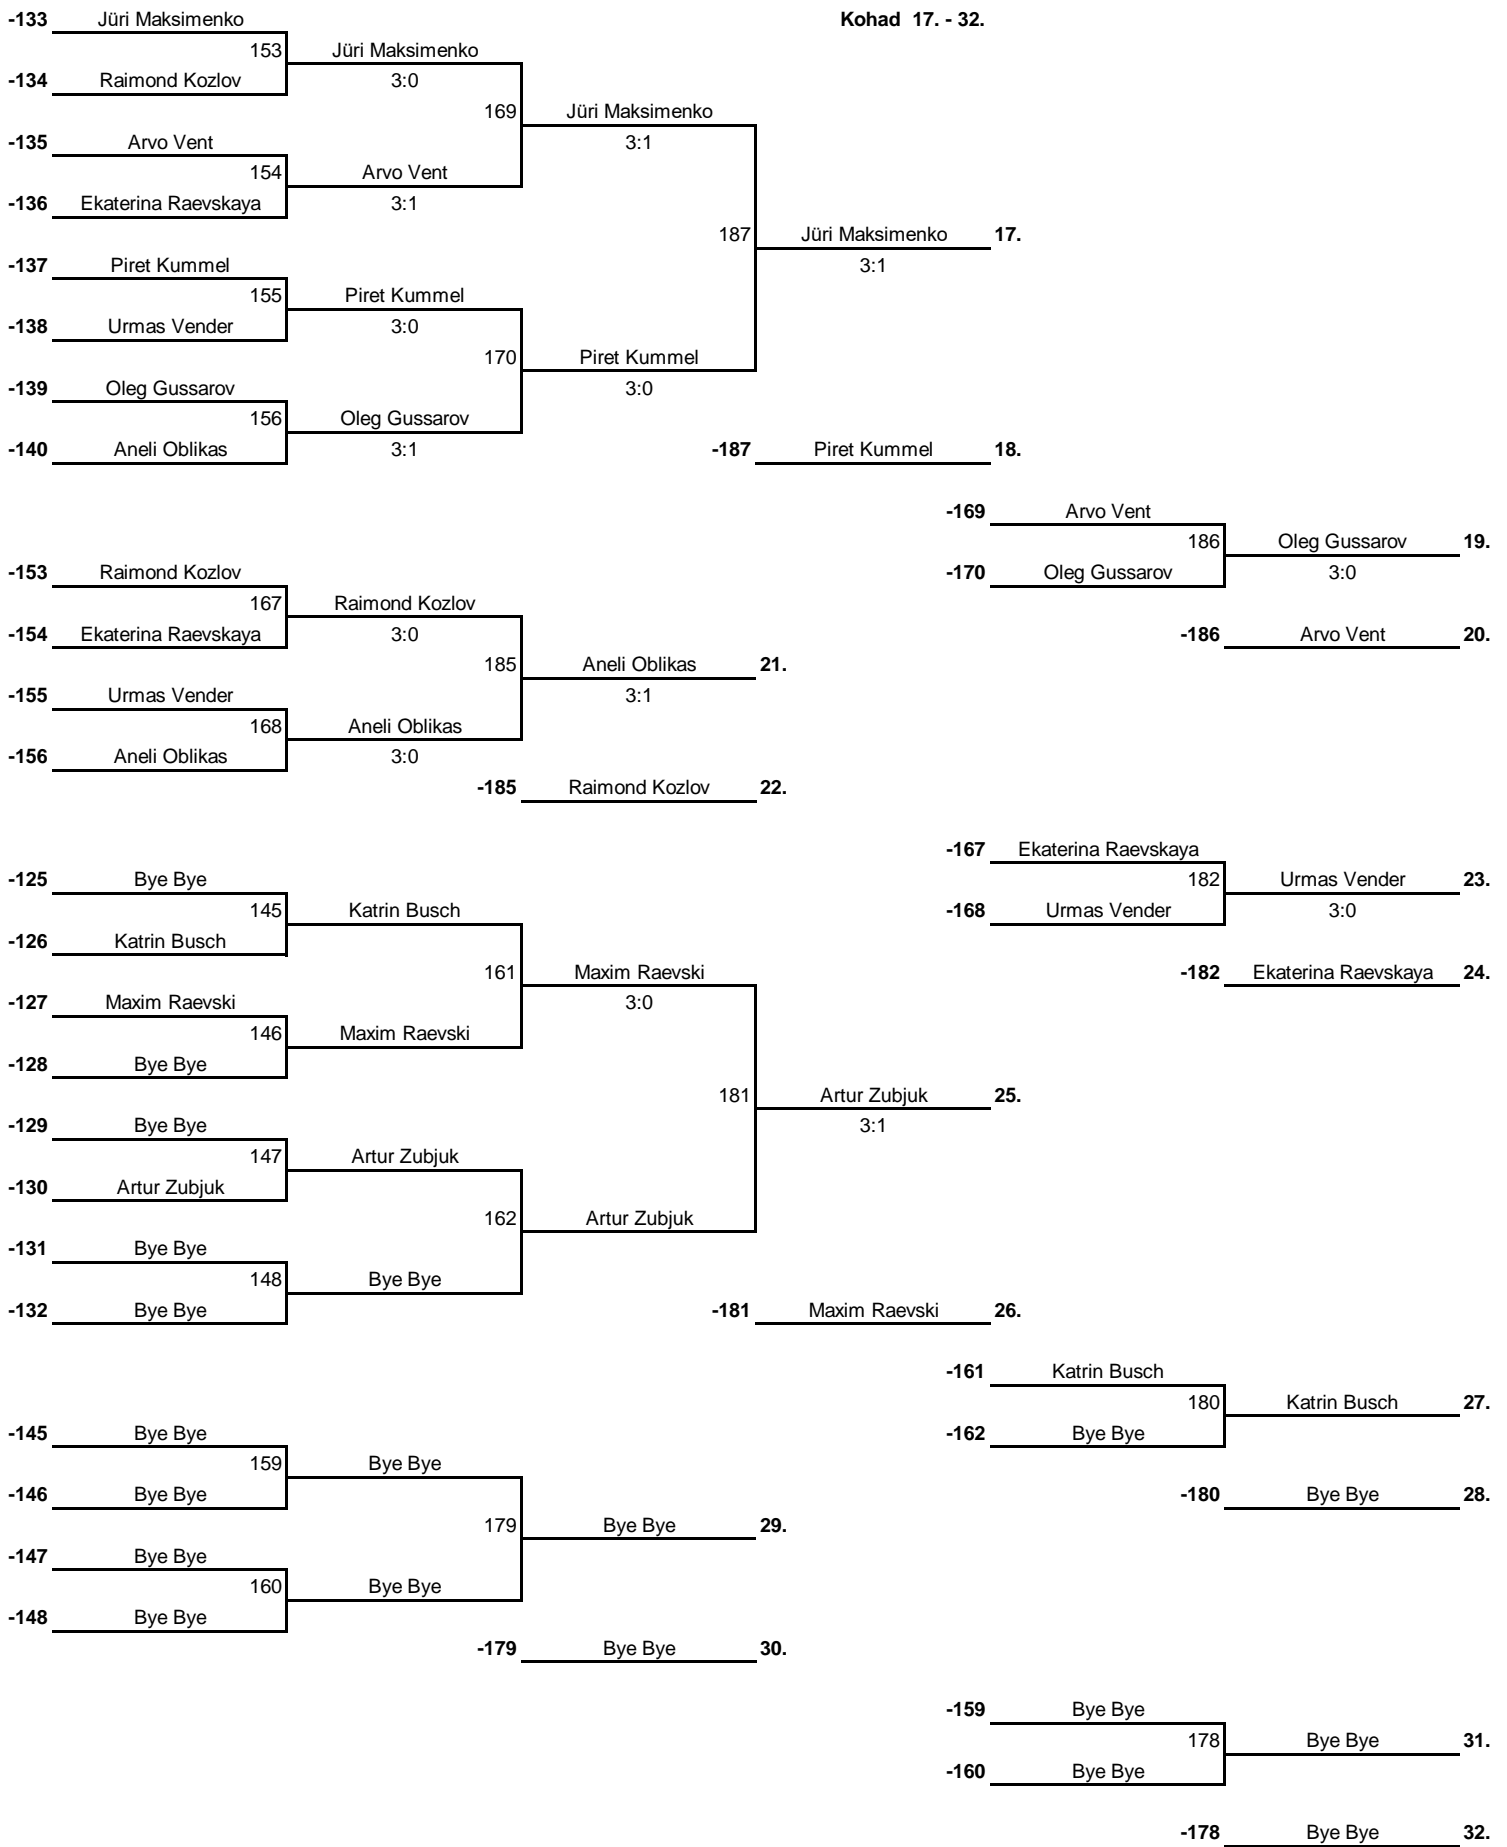 -133 Jüri Maksimenko Kohad 17. - 32.
153 Jüri Maksimenko
-134 Raimond Kozlov 3:0
169 Jüri Maksimenko
-135 Arvo Vent 3:1
154 Arvo Vent
-136 Ekaterina Raevskaya 3:1
187 Jüri Maksimenko 17.
-137 Piret Kummel 3:1
155 Piret Kummel
-138 Urmas Vender 3:0
170 Piret Kummel
-139 Oleg Gussarov 3:0
156 Oleg Gussarov
-140 Aneli Oblikas 3:1 -187 Piret Kummel 18.
-169 Arvo Vent
186 Oleg Gussarov 19.
-153 Raimond Kozlov -170 Oleg Gussarov 3:0
167 Raimond Kozlov
-154 Ekaterina Raevskaya 3:0 -186 Arvo Vent 20.
185 Aneli Oblikas 21.
-155 Urmas Vender 3:1
168 Aneli Oblikas
-156 Aneli Oblikas 3:0
-185 Raimond Kozlov 22.
-167 Ekaterina Raevskaya
-125 Bye Bye 182 Urmas Vender 23.
145 Katrin Busch -168 Urmas Vender 3:0
-126 Katrin Busch
161 Maxim Raevski -182 Ekaterina Raevskaya 24.
-127 Maxim Raevski 3:0
146 Maxim Raevski
-128 Bye Bye
181 Artur Zubjuk 25.
-129 Bye Bye 3:1
147 Artur Zubjuk
-130 Artur Zubjuk
162 Artur Zubjuk
-131 Bye Bye
148 Bye Bye
-132 Bye Bye -181 Maxim Raevski 26.
-161 Katrin Busch
180 Katrin Busch 27.
-145 Bye Bye -162 Bye Bye
159 Bye Bye
-146 Bye Bye -180 Bye Bye 28.
179 Bye Bye 29.
-147 Bye Bye
160 Bye Bye
-148 Bye Bye
-179 Bye Bye 30.
-159 Bye Bye
178 Bye Bye 31.
-160 Bye Bye
-178 Bye Bye 32.